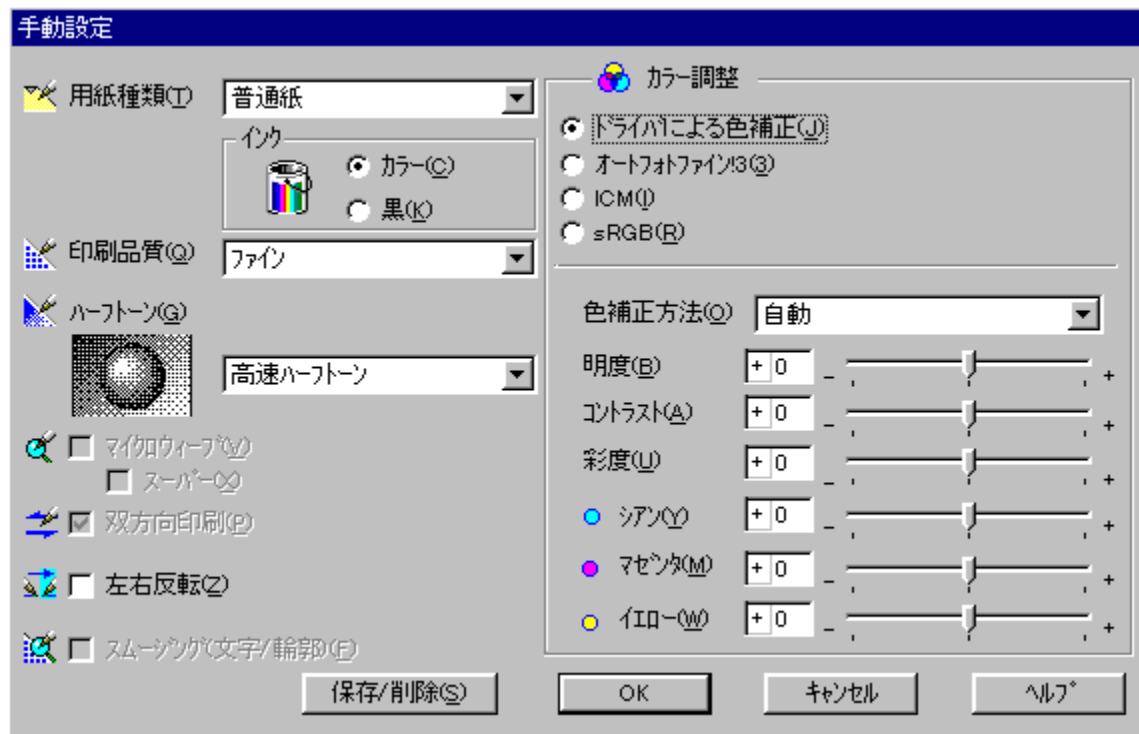 手動設定
用紙種類(T)
普通紙
インク
カラー(C)
黒(K)
印刷品質(Q)
ファイン
ハーフトーン(G)
高速ハーフトーン
マイクロウィーブ(V)
スーパー(X)
双方向印刷(P)
左右反転(Z)
スムージング(文字/輪郭)(F)
カラー調整
ドライバによる色補正(J)
オートフォトファイン!3(3)
ICM(I)
sRGB(R)
色補正方法(O) 自動
明度(B) + 0 - +
コントラスト(A) + 0 - +
彩度(U) + 0 - +
シアン(Y) + 0 - +
マゼンタ(M) + 0 - +
イエロー(W) + 0 - +
保存/削除(S) OK キャンセル ヘルプ